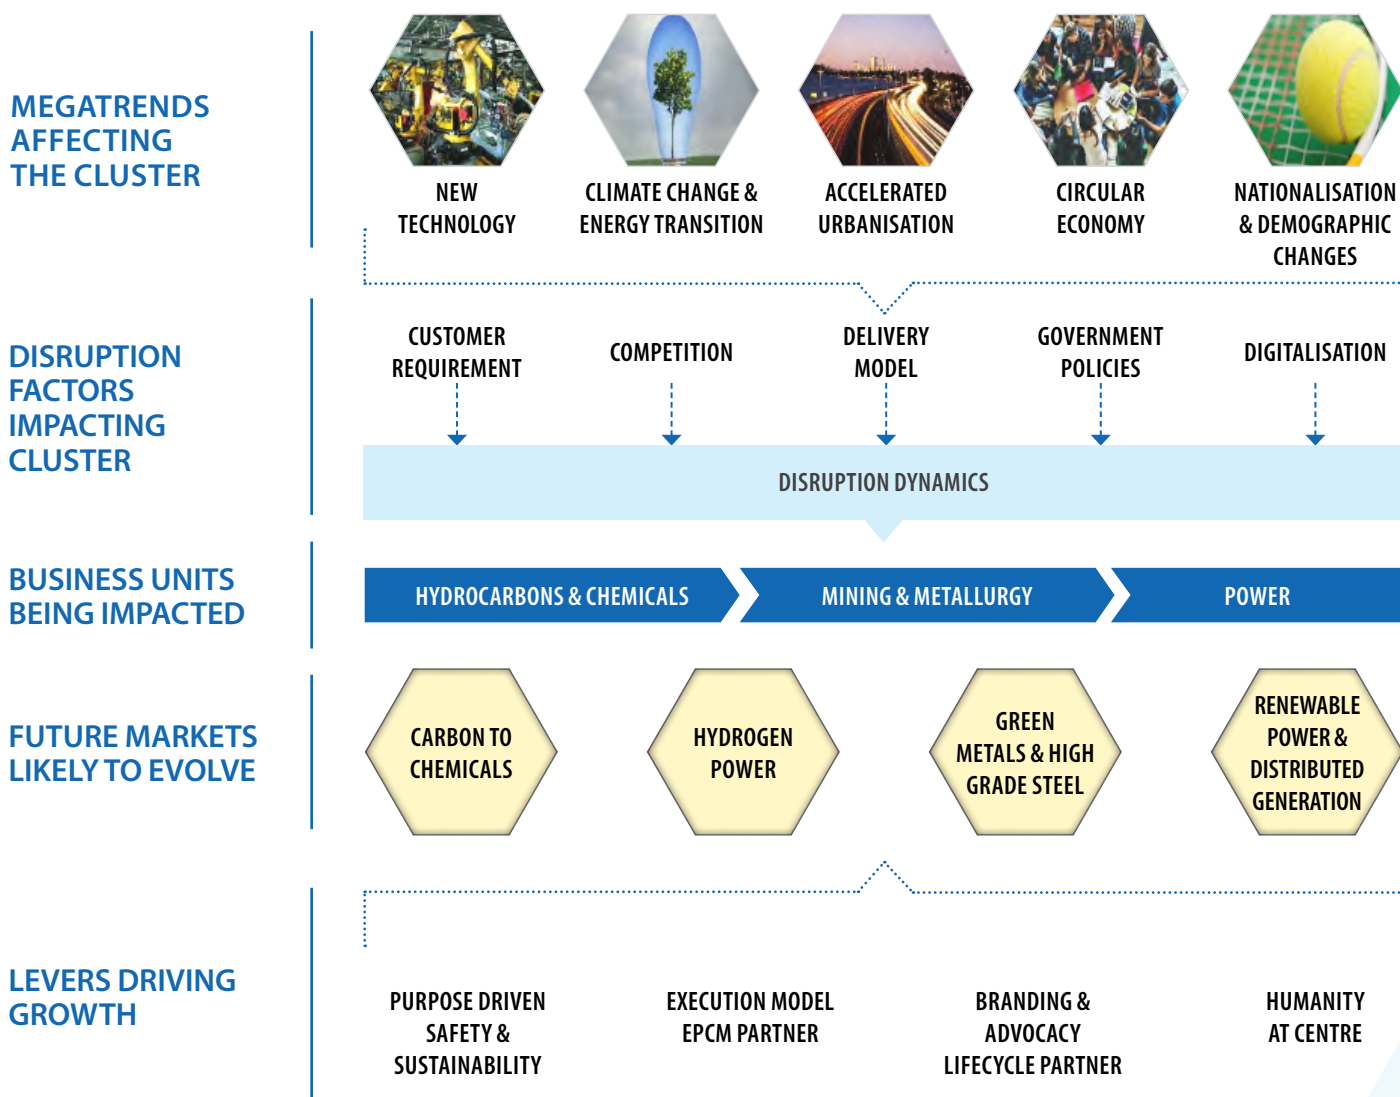 MEGATRENDS
AFFECTING
THE CLUSTER
NEW
TECHNOLOGY
CLIMATE CHANGE &
ENERGY TRANSITION
ACCELERATED
URBANISATION
CIRCULAR
ECONOMY
NATIONALISATION
& DEMOGRAPHIC
CHANGES
DISRUPTION
FACTORS
IMPACTING
CLUSTER
CUSTOMER
REQUIREMENT
COMPETITION
DELIVERY
MODEL
GOVERNMENT
POLICIES
DIGITALISATION
DISRUPTION DYNAMICS
BUSINESS UNITS
BEING IMPACTED
HYDROCARBONS & CHEMICALS
MINING & METALLURGY
POWER
FUTURE MARKETS
LIKELY TO EVOLVE
CARBON TO
CHEMICALS
HYDROGEN
POWER
GREEN
METALS & HIGH
GRADE STEEL
RENEWABLE
POWER &
DISTRIBUTED
GENERATION
LEVERS DRIVING
GROWTH
PURPOSE DRIVEN
SAFETY &
SUSTAINABILITY
EXECUTION MODEL
EPCM PARTNER
BRANDING &
ADVOCACY
LIFECYCLE PARTNER
HUMANITY
AT CENTRE